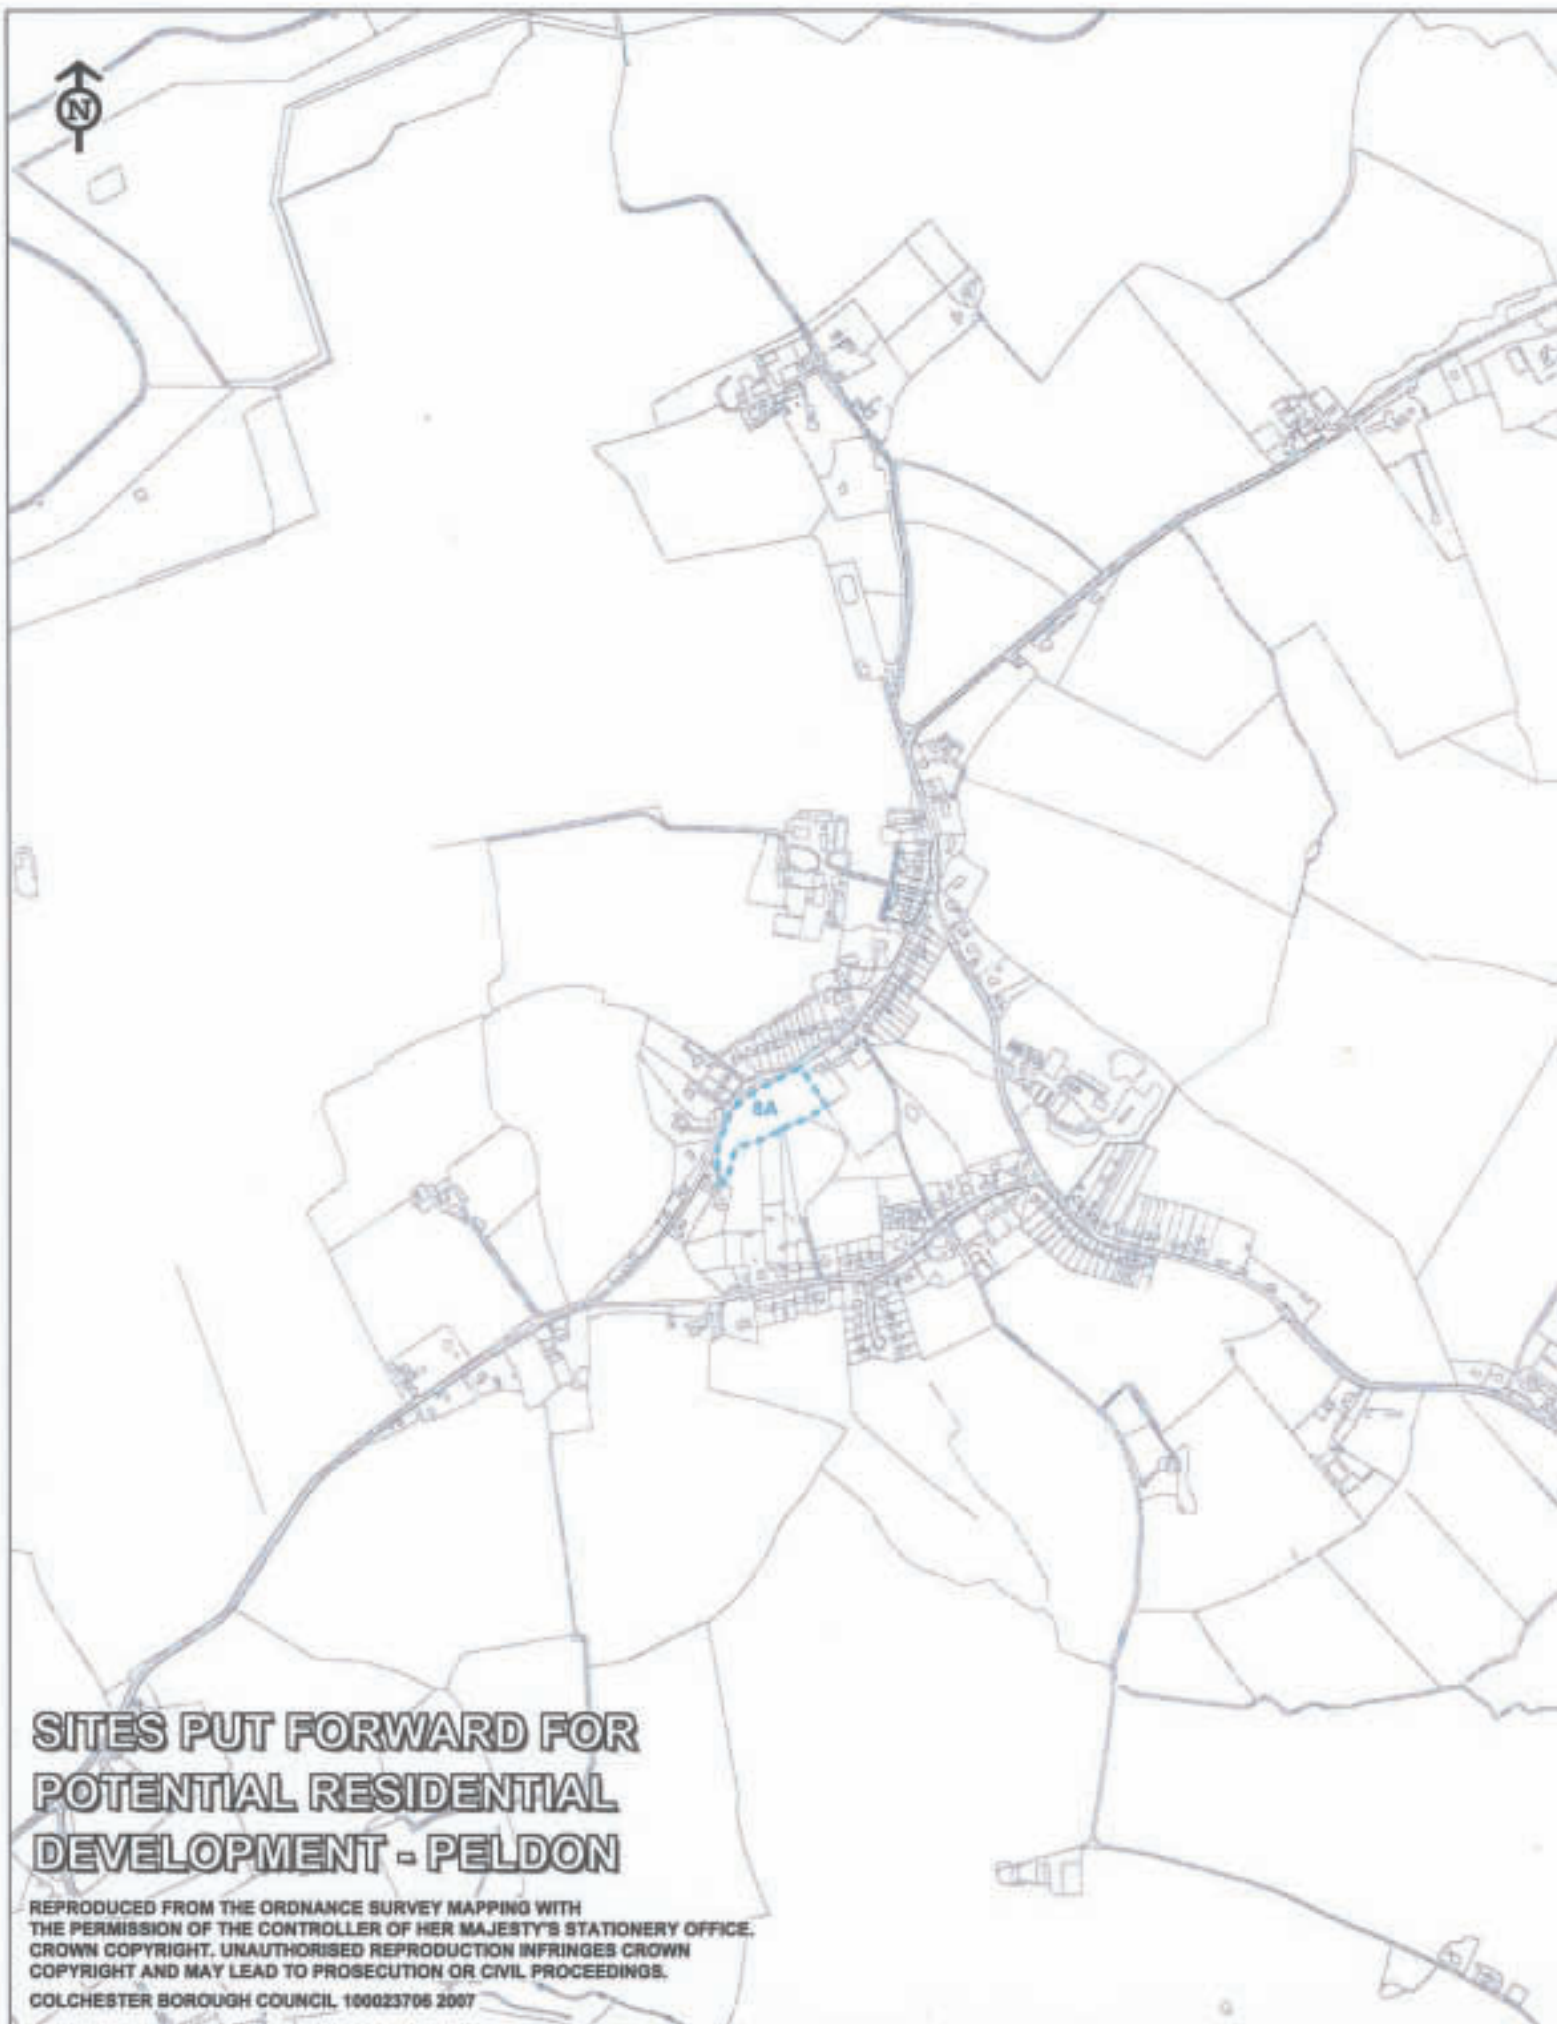 N
8A
SITES PUT FORWARD FOR
POTENTIAL RESIDENTIAL
DEVELOPMENT - PELDON
REPRODUCED FROM THE ORDNANCE SURVEY MAPPING WITH
THE PERMISSION OF THE CONTROLLER OF HER MAJESTY'S STATIONERY OFFICE.
CROWN COPYRIGHT. UNAUTHORISED REPRODUCTION INFRINGES CROWN
COPYRIGHT AND MAY LEAD TO PROSECUTION OR CIVIL PROCEEDINGS.
COLCHESTER BOROUGH COUNCIL 100023706 2007